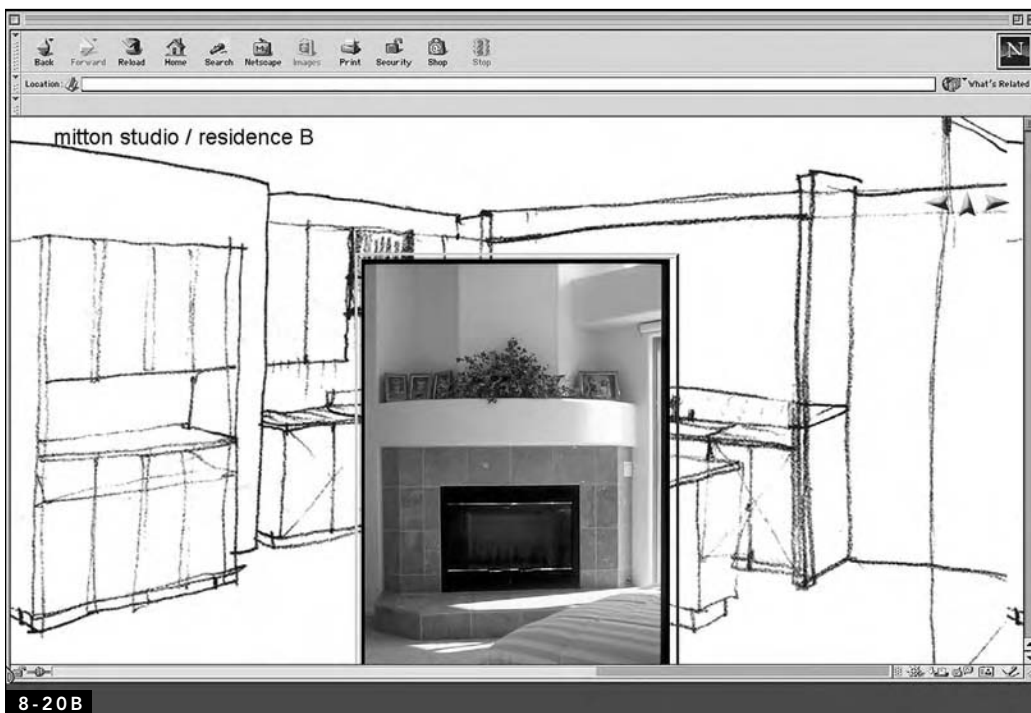 Back Forward Reload Home Search Netscape Images Print Security Shop Stop
N
Location: What's Related
mitton studio / residence B
8-20B